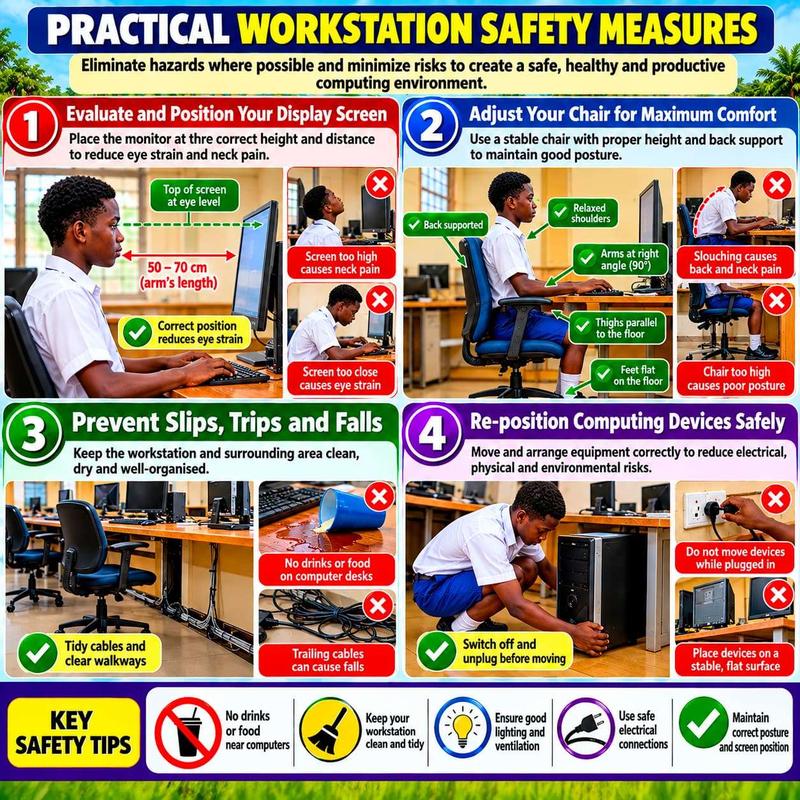 PRACTICAL WORKSTATION SAFETY MEASURES
Eliminate hazards where possible and minimize risks to create a safe, healthy and productive
computing environment.
1
Evaluate and Position Your Display Screen
Place the monitor at thre correct height and distance
to reduce eye strain and neck pain.
Top of screen
at eye level
50 – 70 cm
(arm's length)
Correct position
reduces eye strain
Screen too high
causes neck pain
Screen too close
causes eye strain
2
Adjust Your Chair for Maximum Comfort
Use a stable chair with proper height and back support
to maintain good posture.
Back supported
Relaxed
shoulders
Arms at right
angle (90°)
Thighs parallel
to the floor
Feet flat
on the floor
Slouching causes
back and neck pain
Chair too high
causes poor posture
3
Prevent Slips, Trips and Falls
Keep the workstation and surrounding area clean,
dry and well-organised.
Tidy cables and
clear walkways
No drinks or food
on computer desks
Trailing cables
can cause falls
4
Re-position Computing Devices Safely
Move and arrange equipment correctly to reduce electrical,
physical and environmental risks.
Switch off and
unplug before moving
Do not move devices
while plugged in
Place devices on a
stable, flat surface
KEY
SAFETY TIPS
No drinks
or food
near computers
Keep your
workstation
clean and tidy
Ensure good
lighting and
ventilation
Use safe
electrical
connections
Maintain
correct posture
and screen position